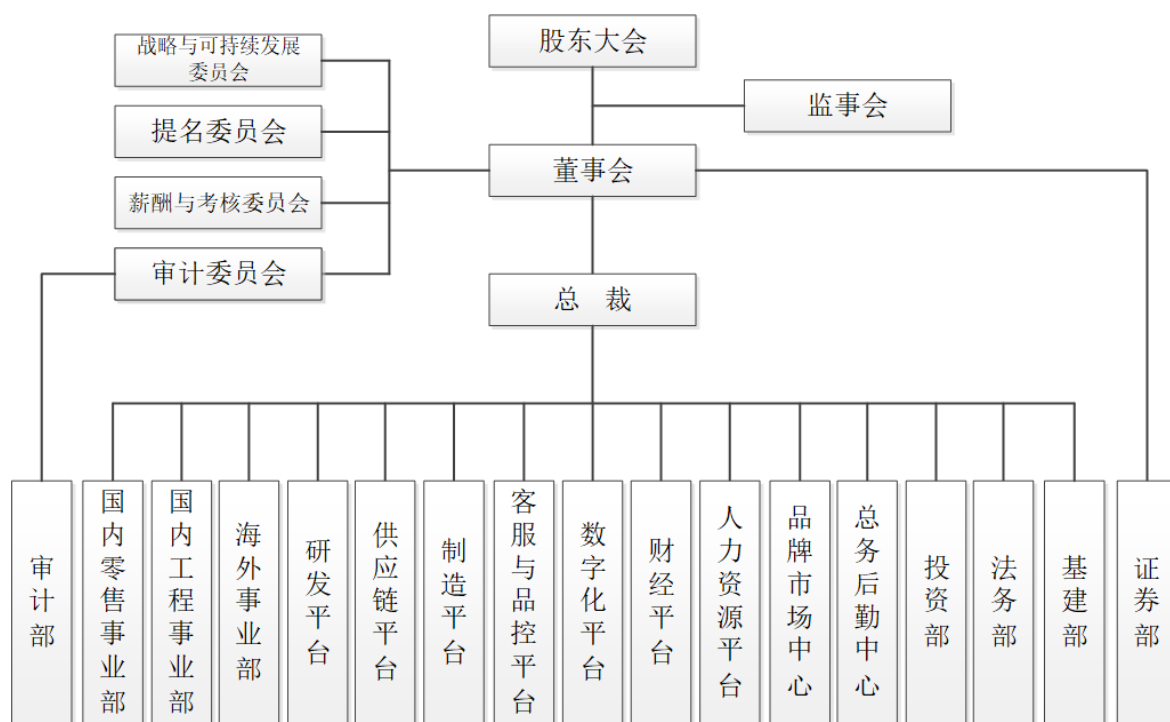 股东大会
战略与可持续发展
委员会
监事会
提名委员会
董事会
薪酬与考核委员会
审计委员会
总 裁
审计部
国内零售事业部
国内工程事业部
海外事业部
研发平台
供应链平台
制造平台
客服与品控平台
数字化平台
财经平台
人力资源平台
品牌市场中心
总务后勤中心
投资部
法务部
基建部
证券部